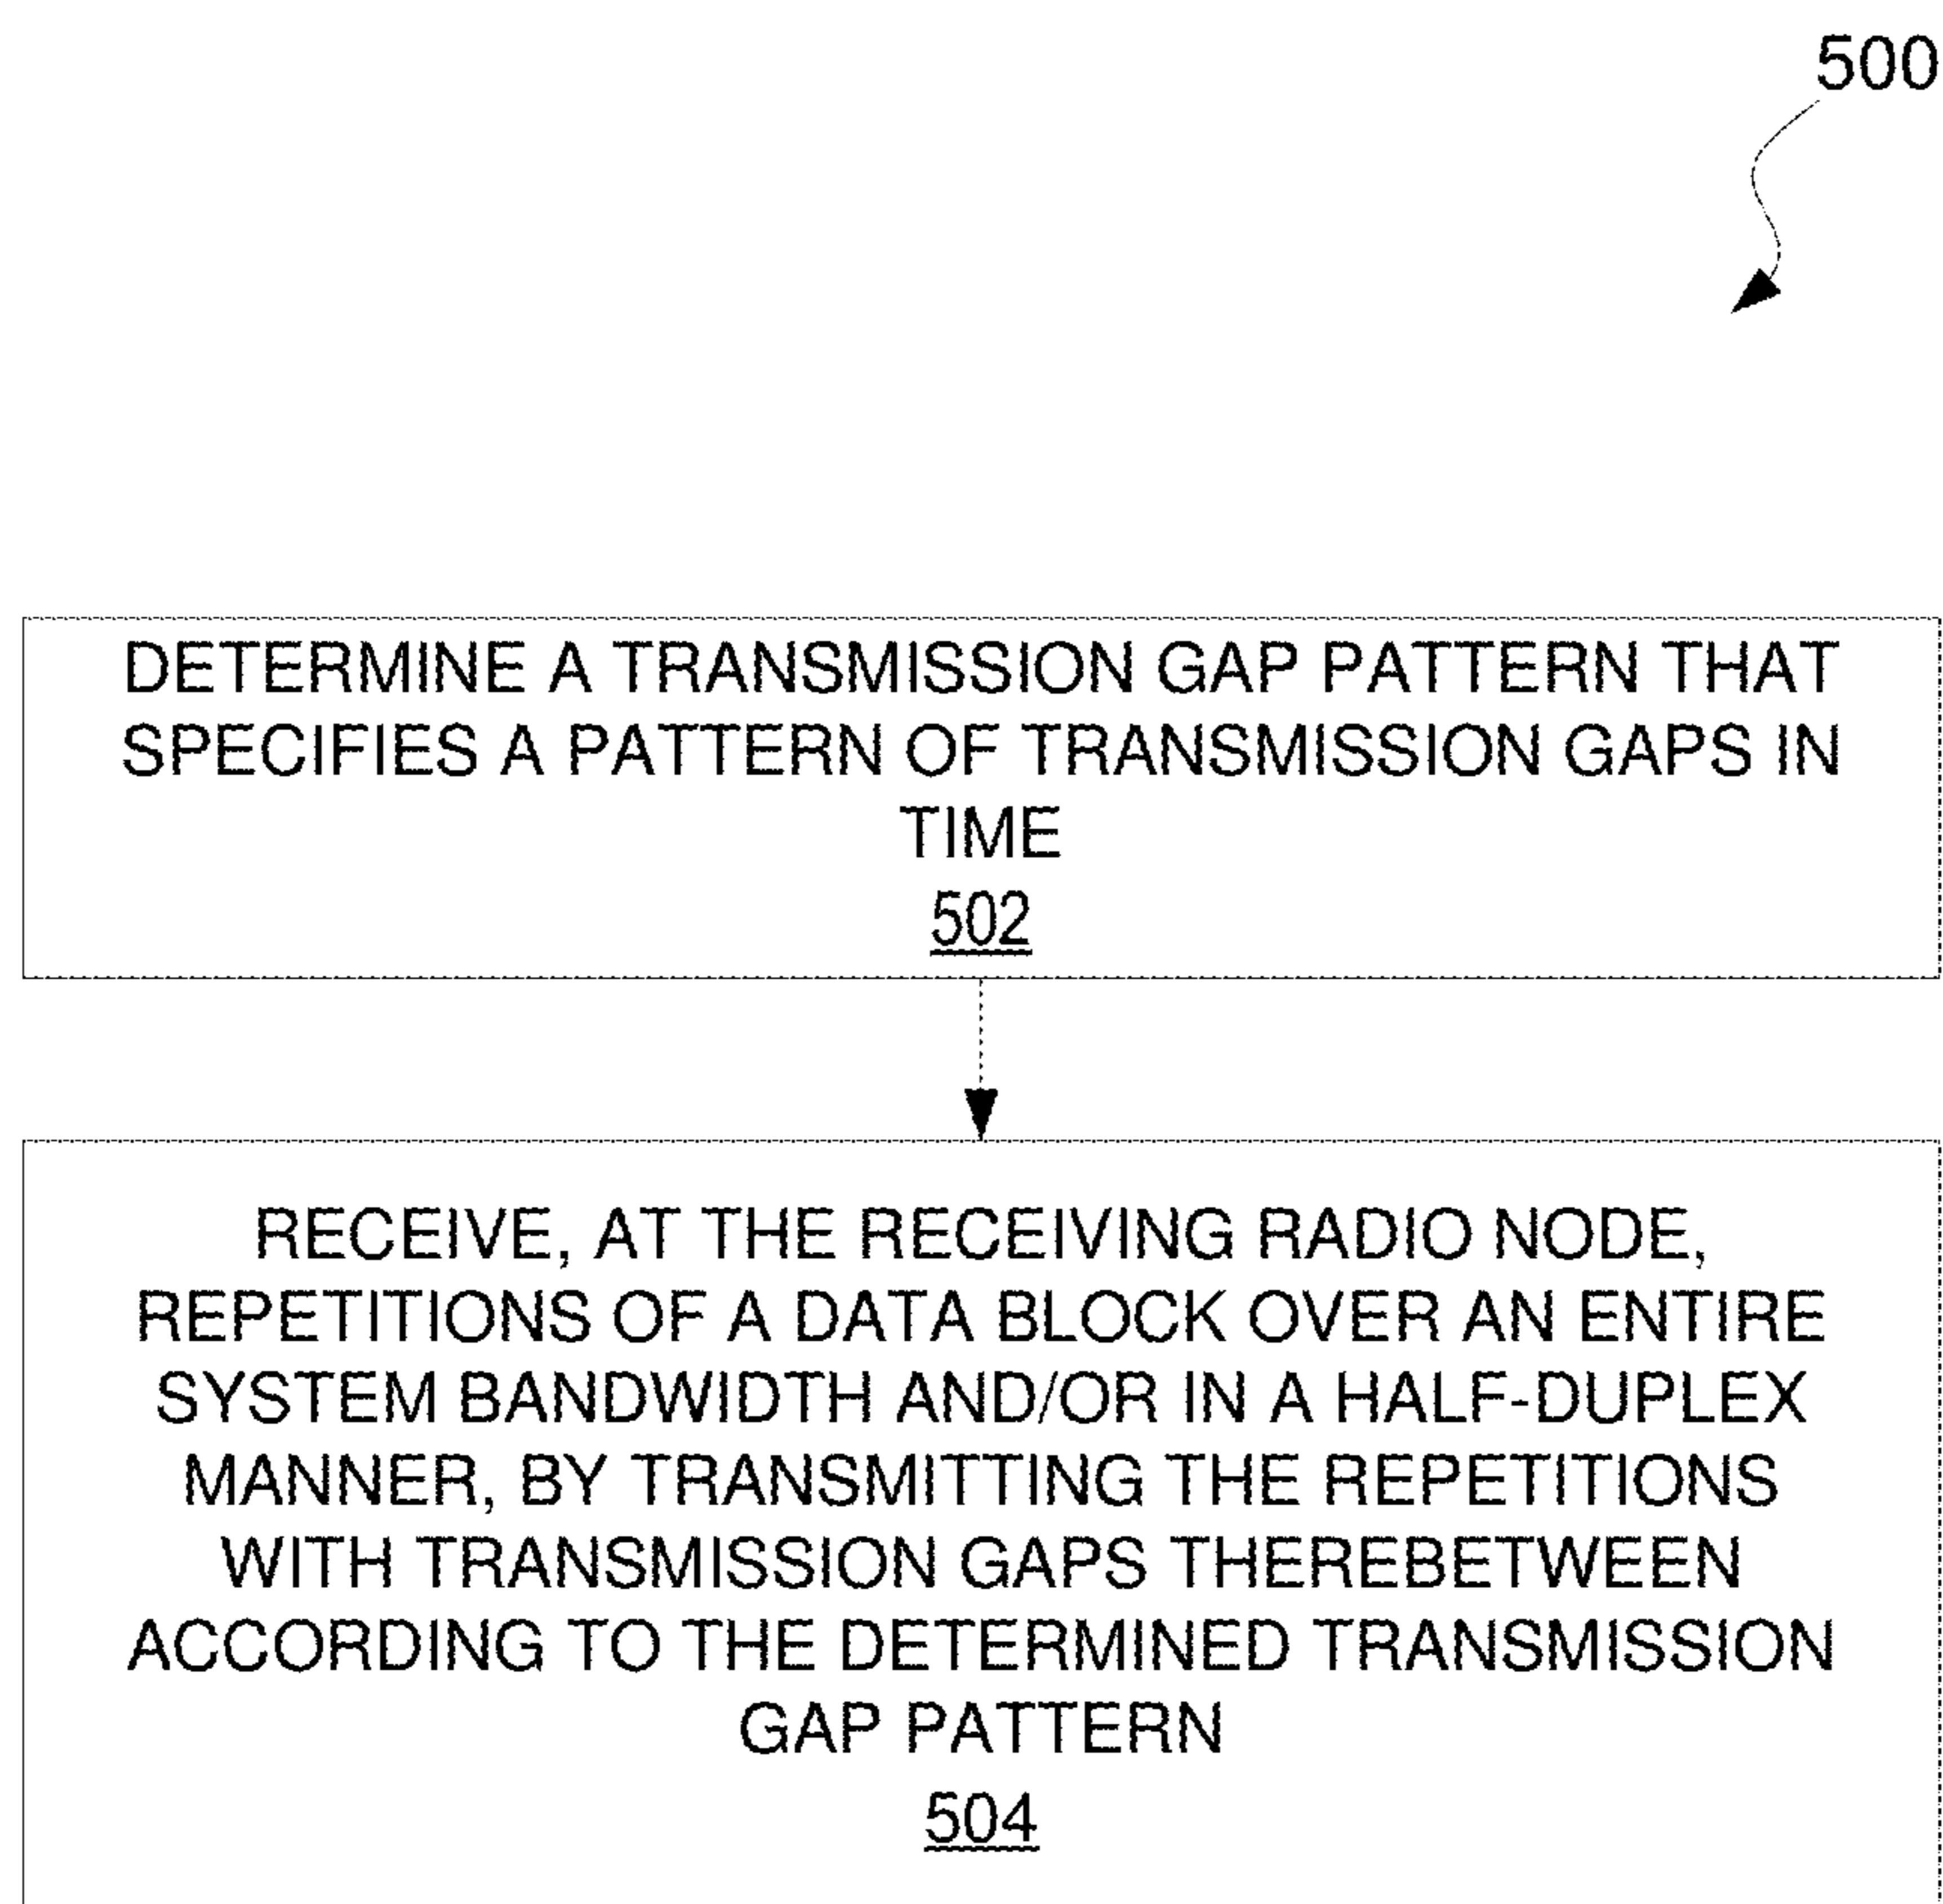 500
DETERMINE A TRANSMISSION GAP PATTERN THAT
SPECIFIES A PATTERN OF TRANSMISSION GAPS IN
TIME
502
RECEIVE, AT THE RECEIVING RADIO NODE,
REPETITIONS OF A DATA BLOCK OVER AN ENTIRE
SYSTEM BANDWIDTH AND/OR IN A HALF-DUPLEX
MANNER, BY TRANSMITTING THE REPETITIONS
WITH TRANSMISSION GAPS THEREBETWEEN
ACCORDING TO THE DETERMINED TRANSMISSION
GAP PATTERN
504